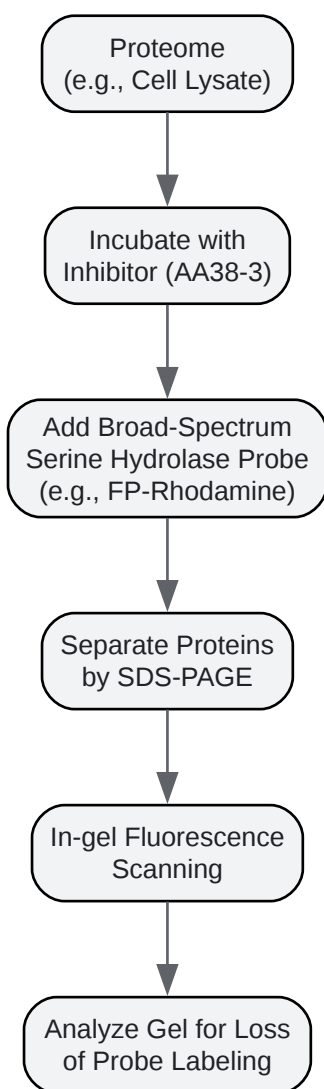 Proteome
(e.g., Cell Lysate)
Incubate with
Inhibitor (AA38-3)
Add Broad-Spectrum
Serine Hydrolase Probe
(e.g., FP-Rhodamine)
Separate Proteins
by SDS-PAGE
In-gel Fluorescence
Scanning
Analyze Gel for Loss
of Probe Labeling